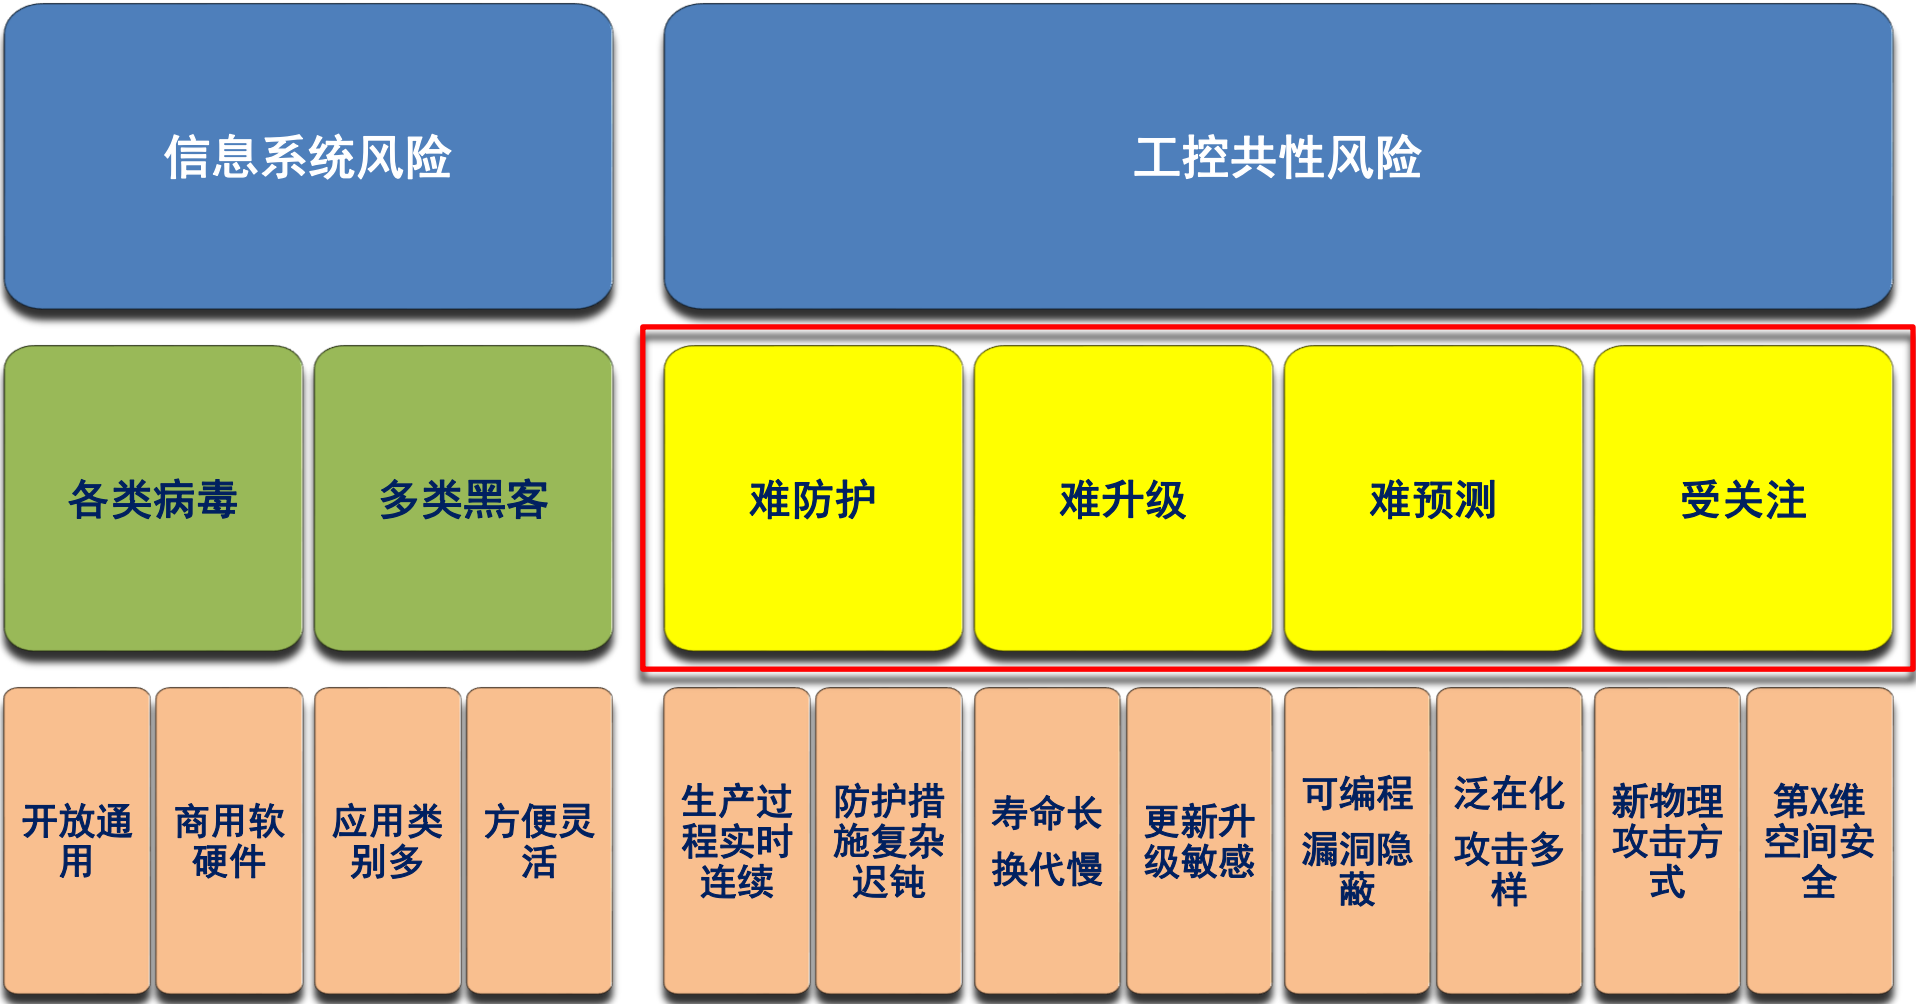 信息系统风险
工控共性风险
各类病毒
多类黑客
难防护
难升级
难预测
受关注
开放通
用
商用软
硬件
应用类
别多
方便灵
活
生产过
程实时
连续
防护措
施复杂
迟钝
寿命长
换代慢
更新升
级敏感
可编程
漏洞隐
蔽
泛在化
攻击多
样
新物理
攻击方
式
第X维
空间安
全